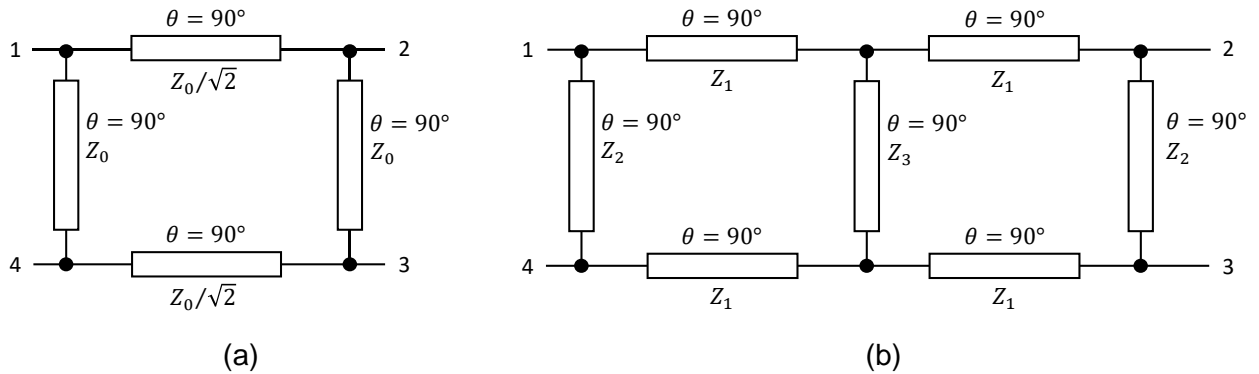 θ = 90°
1 2
Z₀/√2
θ = 90°
Z₀
θ = 90°
Z₀
θ = 90°
4 3
Z₀/√2
(a)
θ = 90° θ = 90°
1 2
Z₁ Z₁
θ = 90° θ = 90° θ = 90°
Z₂ Z₃ Z₂
θ = 90° θ = 90°
4 3
Z₁ Z₁
(b)